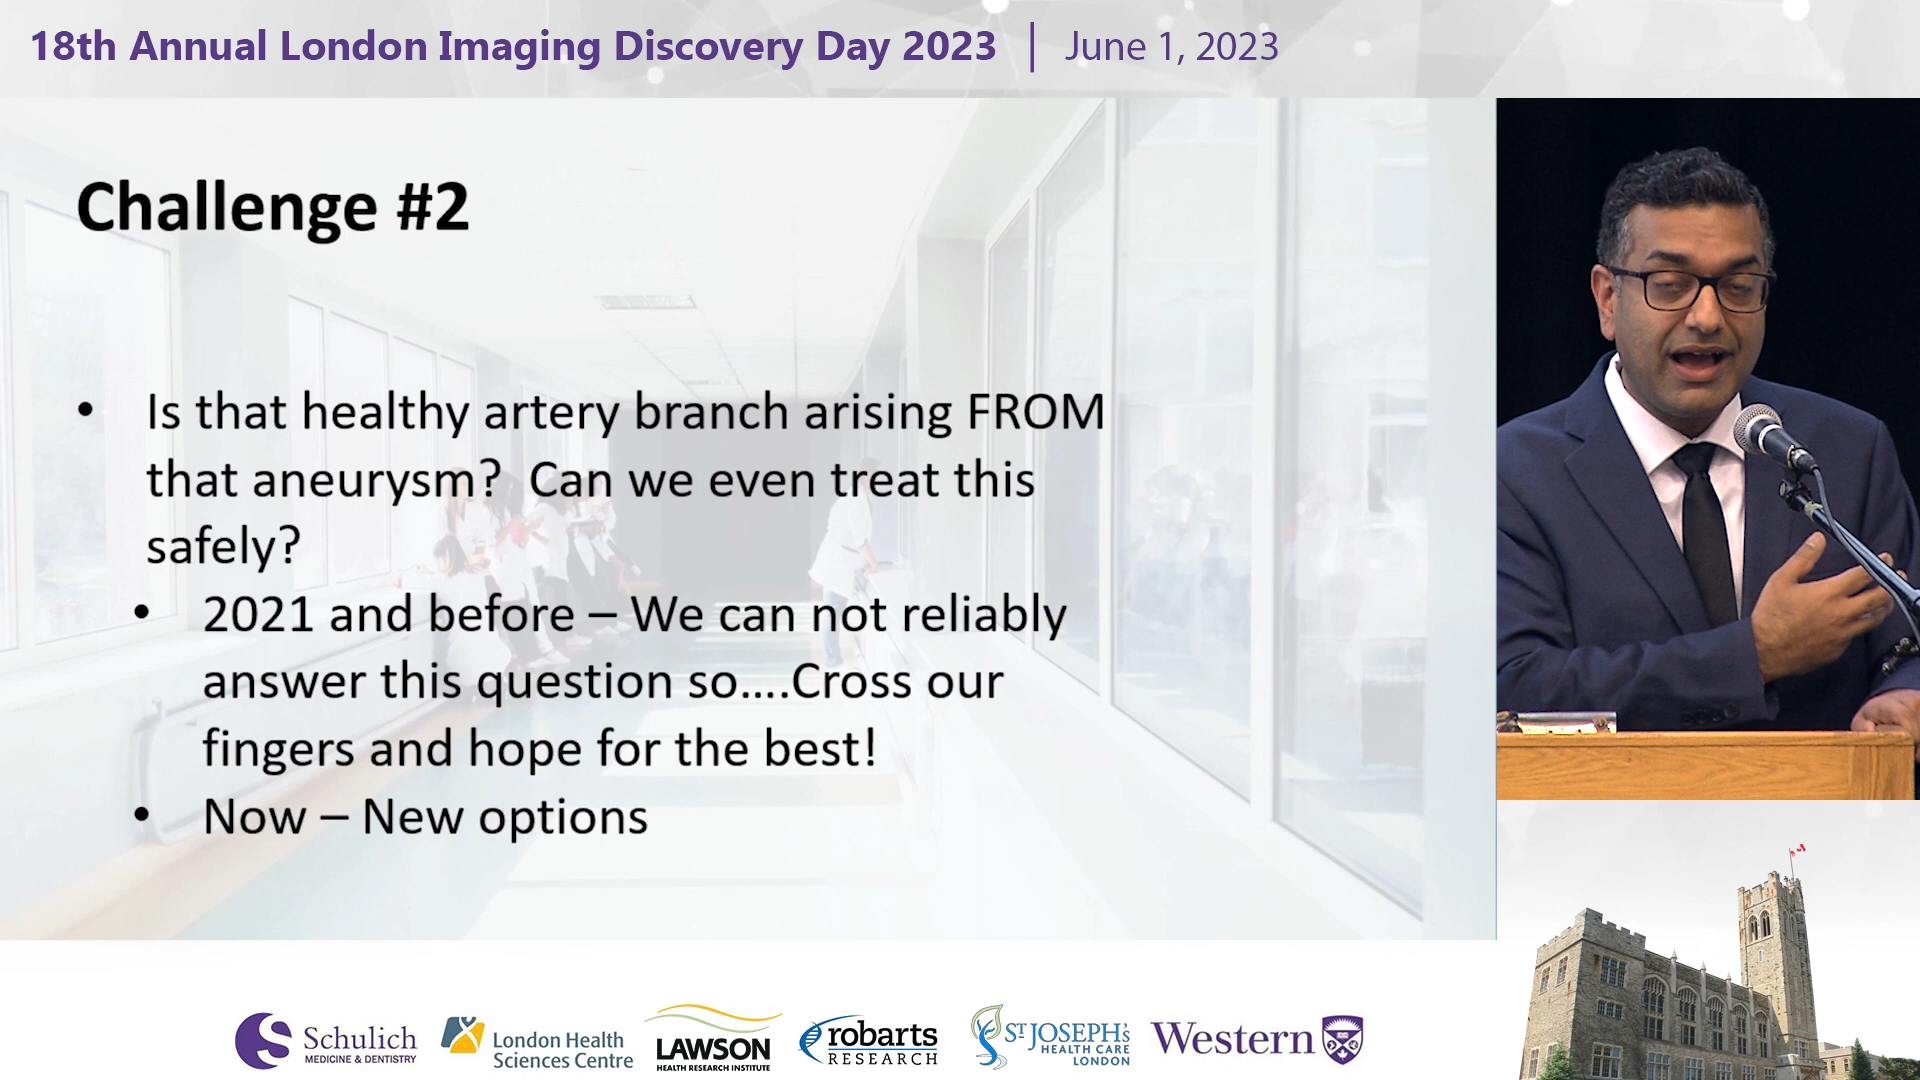 18th Annual London Imaging Discovery Day 2023 | June 1, 2023
Challenge #2
• Is that healthy artery branch arising FROM
that aneurysm? Can we even treat this
safely?
• 2021 and before – We can not reliably
answer this question so....Cross our
fingers and hope for the best!
• Now – New options
Schulich
MEDICINE & DENTISTRY
London Health
Sciences Centre
LAWSON
HEALTH RESEARCH INSTITUTE
robarts
RESEARCH
ST JOSEPH'S
HEALTH CARE
LONDON
Western